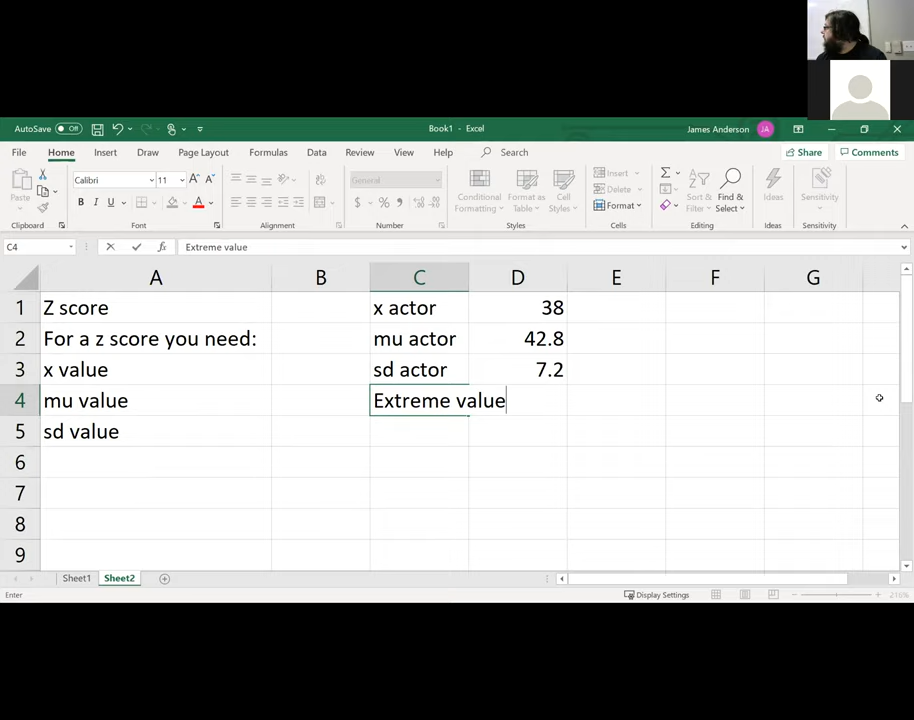 AutoSave Off
Book1 - Excel
James Anderson JA
File Home Insert Draw Page Layout Formulas Data Review View Help Search Share Comments
Paste
Clipboard
Calibri 11
B I U
Font
Alignment
General
$ % ,
Number
Conditional Formatting
Format as Table
Cell Styles
Styles
Insert
Delete
Format
Cells
Sort & Filter
Find & Select
Editing
Ideas
Ideas
Sensitivity
Sensitivity
C4 fx Extreme value
A B C D E F G
1 Z score x actor 38
2 For a z score you need: mu actor 42.8
3 x value sd actor 7.2
4 mu value Extreme value
5 sd value
6
7
8
9
Sheet1 Sheet2
Enter Display Settings 216%